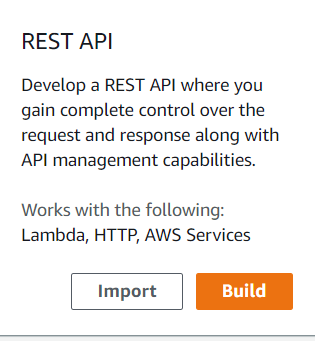 REST API
Develop a REST API where you
gain complete control over the
request and response along with
API management capabilities.
Works with the following:
Lambda, HTTP, AWS Services
Import
Build